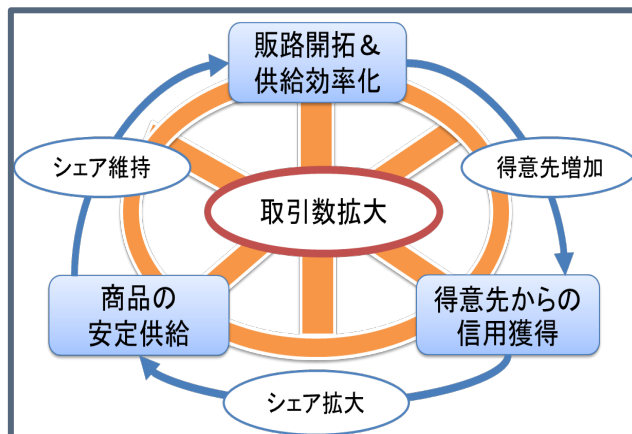 販路開拓&
供給効率化
シェア維持
得意先増加
取引数拡大
商品の
安定供給
得意先からの
信用獲得
シェア拡大